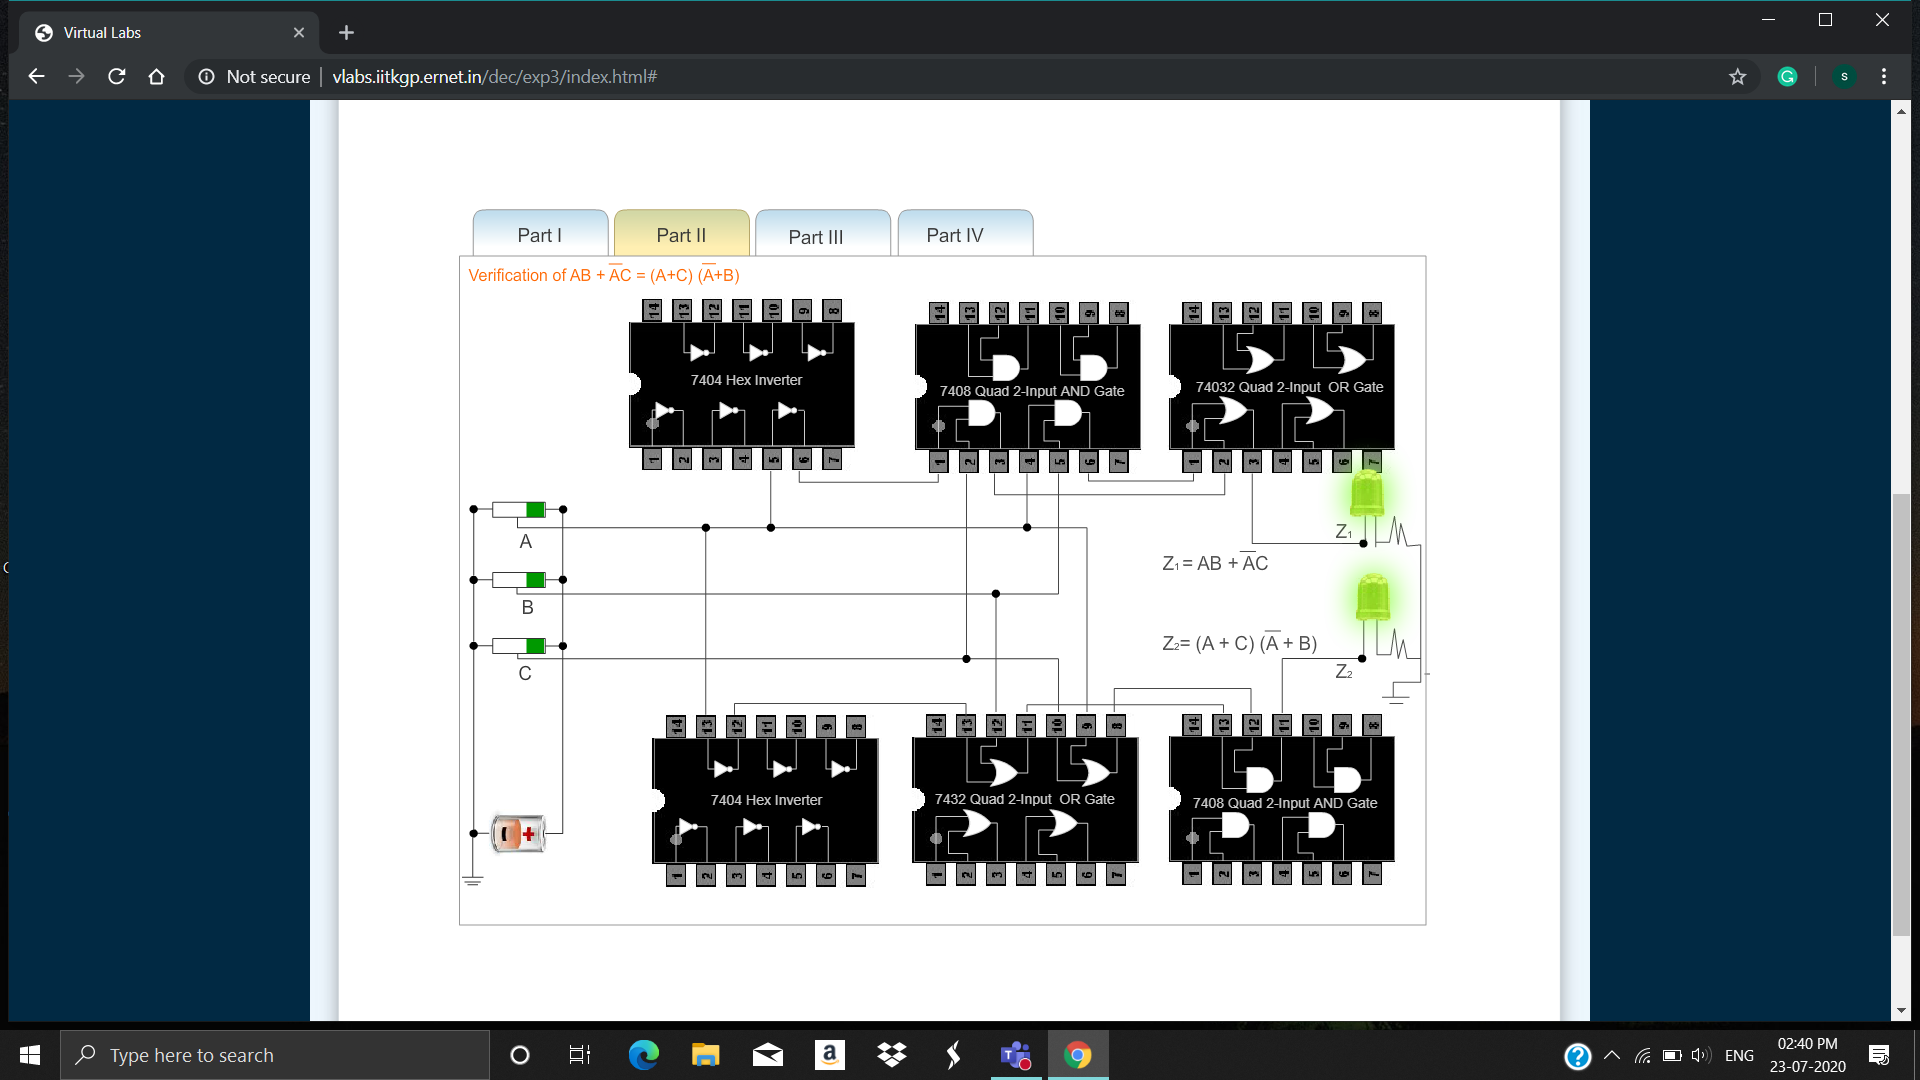 Virtual Labs
Not secure | vlabs.iitkgp.ernet.in/dec/exp3/index.html#
S
Part I
Part II
Part III
Part IV
Verification of AB + A̅C = (A+C) (A̅+B)
14 13 12 11 10 9 8
14 13 12 11 10 9 8
14 13 12 11 10 9 8
7404 Hex Inverter
7408 Quad 2-Input AND Gate
74032 Quad 2-Input OR Gate
1 2 3 4 5 6 7
1 2 3 4 5 6 7
1 2 3 4 5 6 7
A
Z₁
Z₁ = AB + A̅C
B
Z₂= (A + C) (A̅ + B)
C
Z₂
14 13 12 11 10 9 8
14 13 12 11 10 9 8
14 13 12 11 10 9 8
7404 Hex Inverter
7432 Quad 2-Input OR Gate
7408 Quad 2-Input AND Gate
- +
1 2 3 4 5 6 7
1 2 3 4 5 6 7
1 2 3 4 5 6 7
Type here to search
ENG
02:40 PM
23-07-2020